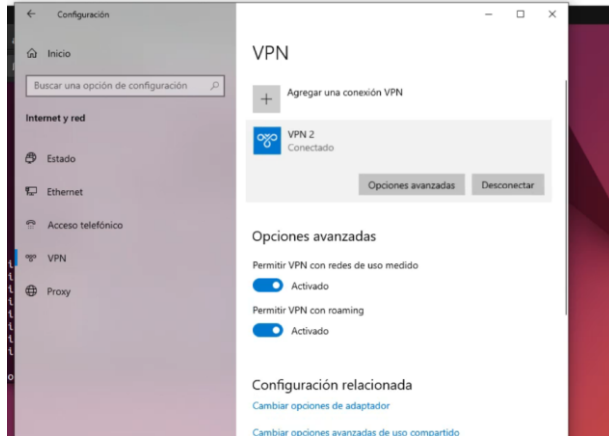 Configuración
Inicio
Buscar una opción de configuración
Internet y red
Estado
Ethernet
Acceso telefónico
VPN
Proxy
VPN
Agregar una conexión VPN
VPN 2
Conectado
Opciones avanzadas
Desconectar
Opciones avanzadas
Permitir VPN con redes de uso medido
Activado
Permitir VPN con roaming
Activado
Configuración relacionada
Cambiar opciones de adaptador
Cambiar opciones avanzadas de uso compartido